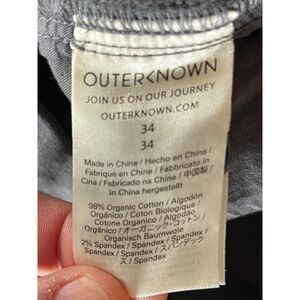 OUTERKNOWN
JOIN US ON OUR JOURNEY
OUTERKNOWN.COM
34
34
Made in China / Hecho en China /
Fabriqué en Chine / Fabbricato in
Cina / Fabricado na China / 中国製 /
In China hergestellt
98% Organic Cotton / Algodón
Orgánico / Coton Biologique /
Cotone Organico / Algodão
Orgânico / オーガニック・コットン /
Organisch Baumwolle
2% Spandex / Spandex / Spandex /
Spandex / Spandex / スパンデック
ス / Spandex